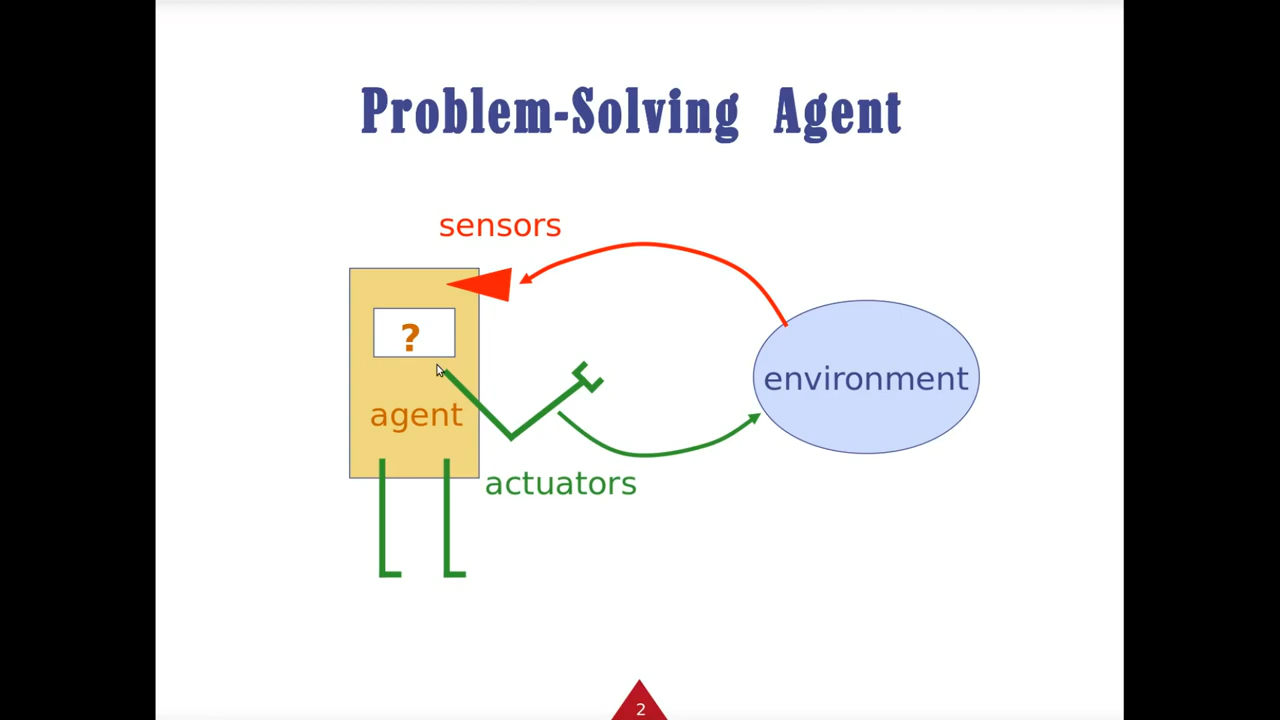 Problem-Solving Agent
sensors
?
environment
agent
actuators
2